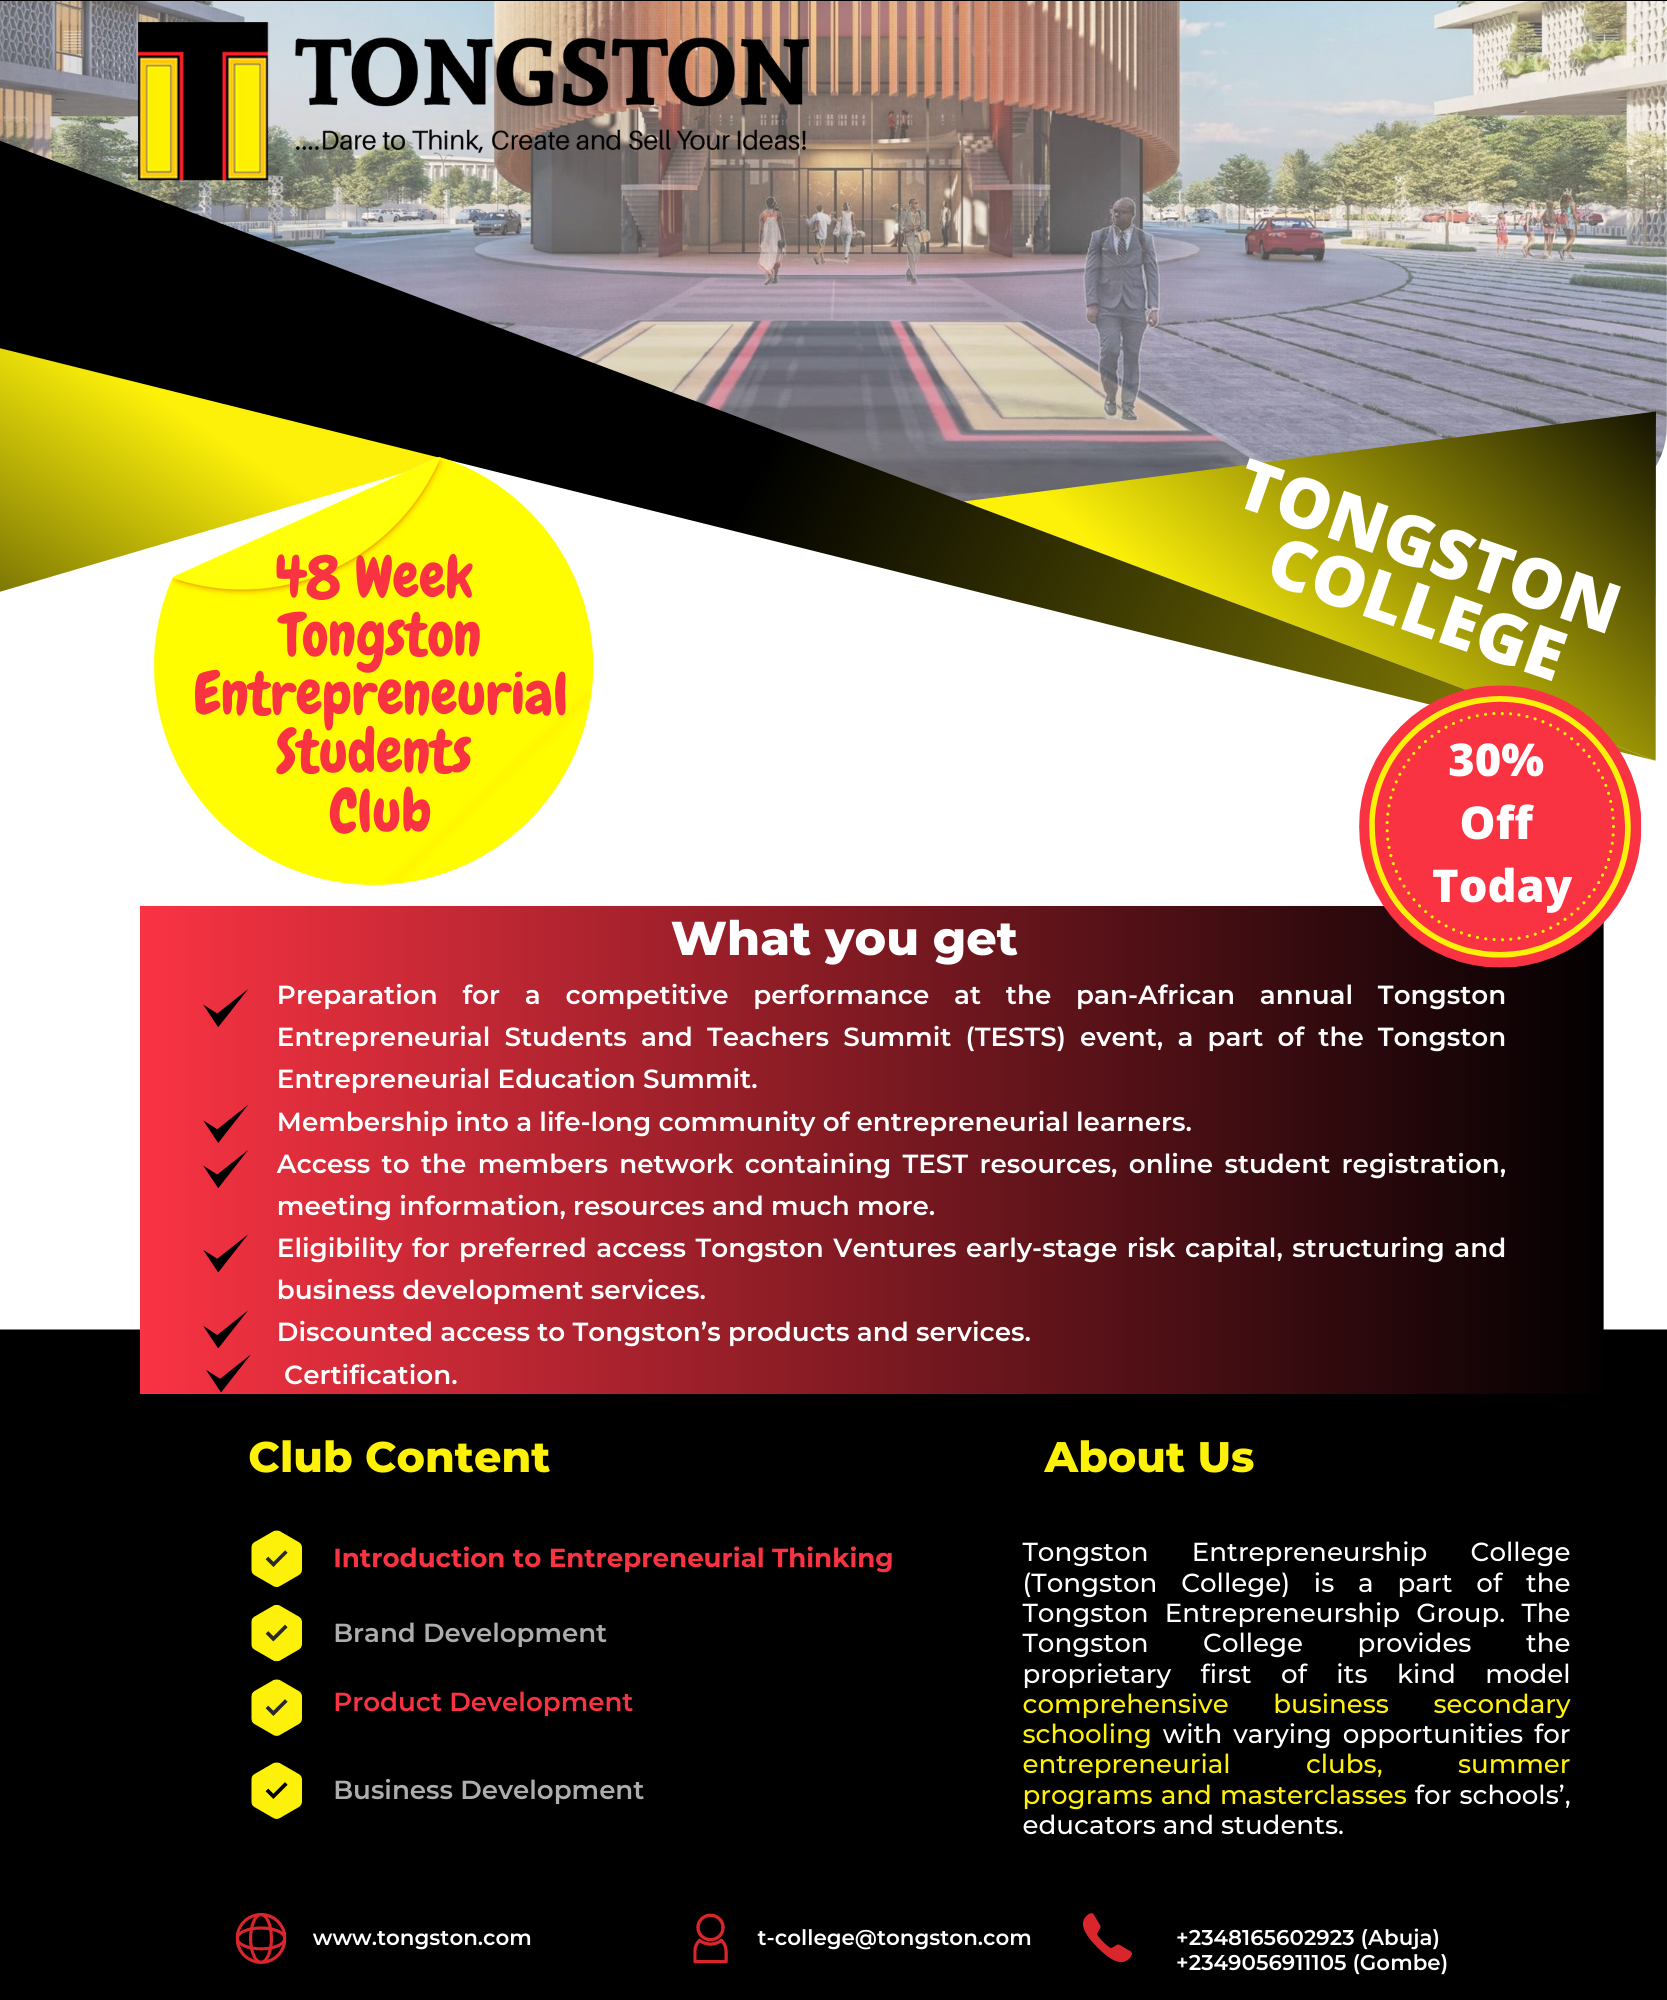 TONGSTON
....Dare to Think, Create and Sell Your Ideas!
TONGSTON
COLLEGE
48 Week
Tongston
Entrepreneurial
Students
Club
30%
Off
Today
What you get
Preparation for a competitive performance at the pan-African annual Tongston
Entrepreneurial Students and Teachers Summit (TESTS) event, a part of the Tongston
Entrepreneurial Education Summit.
Membership into a life-long community of entrepreneurial learners.
Access to the members network containing TEST resources, online student registration,
meeting information, resources and much more.
Eligibility for preferred access Tongston Ventures early-stage risk capital, structuring and
business development services.
Discounted access to Tongston's products and services.
Certification.
Club Content
Introduction to Entrepreneurial Thinking
Brand Development
Product Development
Business Development
About Us
Tongston Entrepreneurship College
(Tongston College) is a part of the
Tongston Entrepreneurship Group. The
Tongston College provides the
proprietary first of its kind model
comprehensive business secondary
schooling with varying opportunities for
entrepreneurial clubs, summer
programs and masterclasses for schools',
educators and students.
www.tongston.com
t-college@tongston.com
+2348165602923 (Abuja)
+2349056911105 (Gombe)